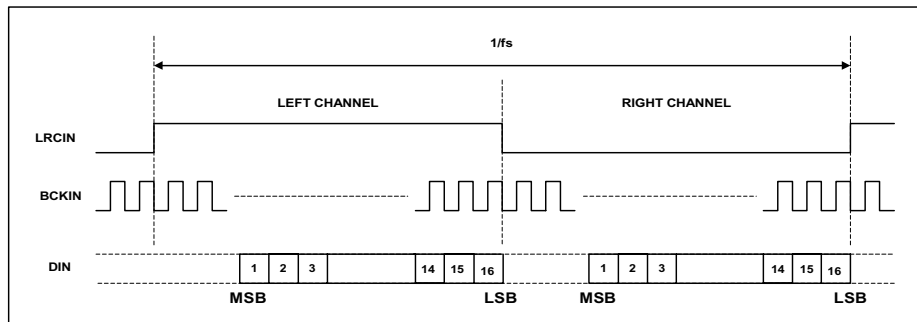 1/fs
LEFT CHANNEL RIGHT CHANNEL
LRCIN
BCKIN
DIN 1 2 3 14 15 16 1 2 3 14 15 16
MSB LSB MSB LSB